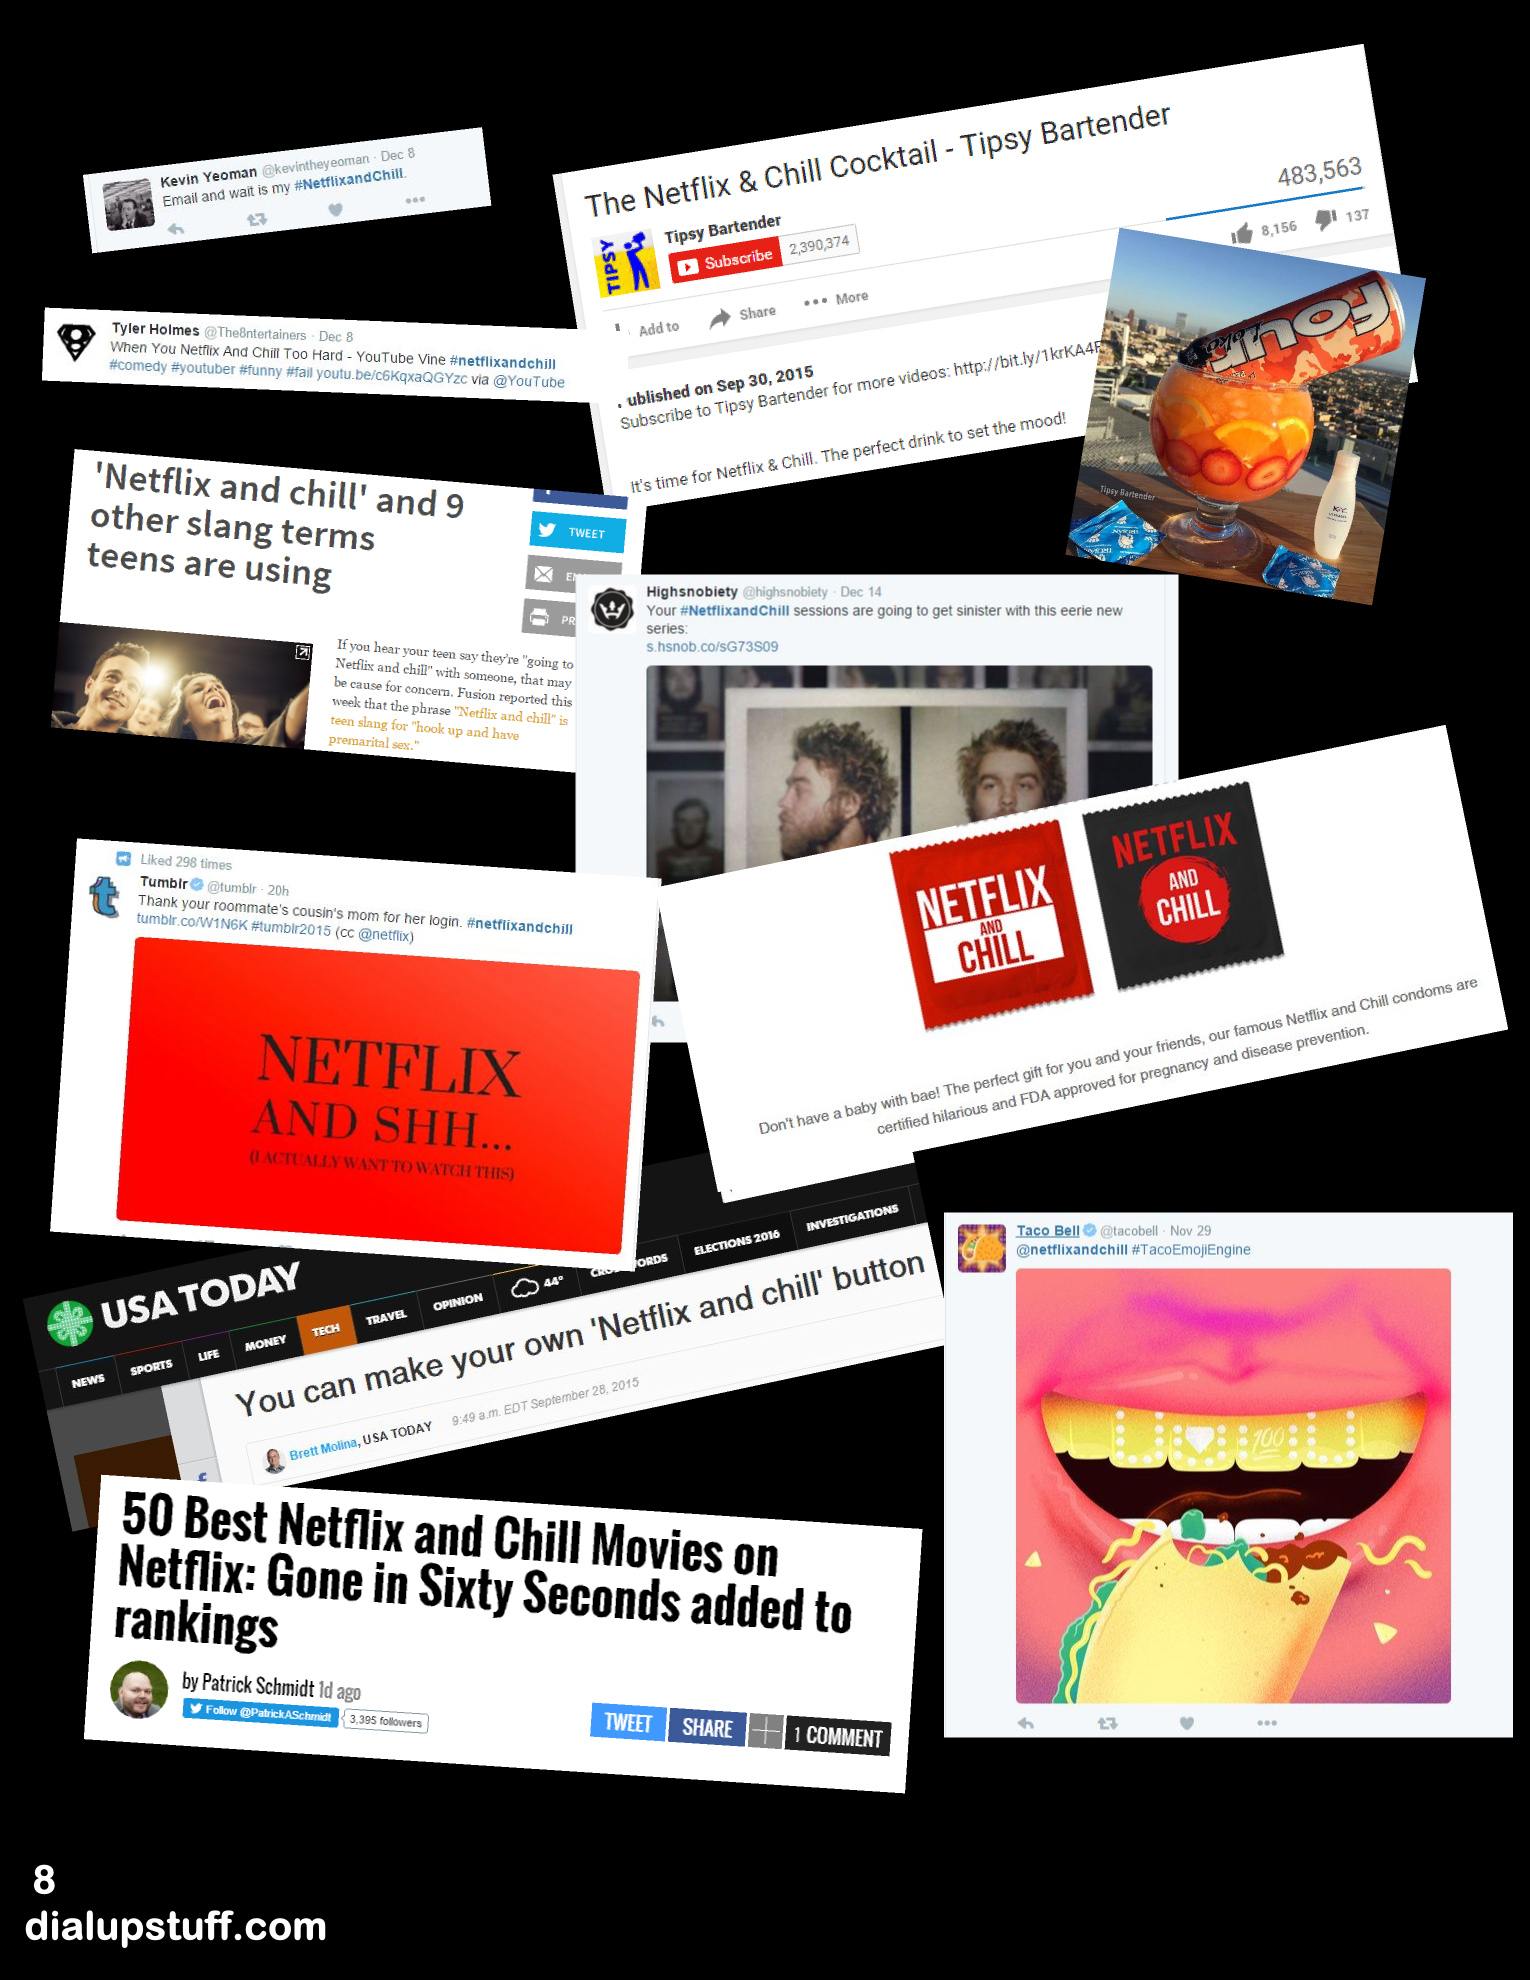 Kevin Yeoman @kevintheyeoman · Dec 8
Email and wait is my #NetflixandChill.
The Netflix & Chill Cocktail - Tipsy Bartender
TIPSY
Tipsy Bartender
Subscribe 2,390,374
483,563
8,156 137
Add to Share More
ublished on Sep 30, 2015
Subscribe to Tipsy Bartender for more videos: http://bit.ly/1krKA4F
It's time for Netflix & Chill. The perfect drink to set the mood!
Four
Loko
Tipsy Bartender
K-Y
TROJAN
Tyler Holmes @The8ntertainers · Dec 8
When You Netflix And Chill Too Hard - YouTube Vine #netflixandchill
#comedy #youtuber #funny #fail youtu.be/c6KqxaQGYzc via @YouTube
'Netflix and chill' and 9
other slang terms
teens are using
TWEET
EM
PR
If you hear your teen say they're "going to
Netflix and chill" with someone, that may
be cause for concern. Fusion reported this
week that the phrase "Netflix and chill" is
teen slang for "hook up and have
premarital sex."
Highsnobiety @highsnobiety · Dec 14
Your #NetflixandChill sessions are going to get sinister with this eerie new
series:
s.hsnob.co/sG73S09
NETFLIX
AND
CHILL
NETFLIX
AND
CHILL
Don't have a baby with bae! The perfect gift for you and your friends, our famous Netflix and Chill condoms are
certified hilarious and FDA approved for pregnancy and disease prevention.
Liked 298 times
Tumblr @tumblr · 20h
Thank your roommate's cousin's mom for her login. #netflixandchill
tumblr.co/W1N6K #tumblr2015 (cc @netflix)
NETFLIX
AND SHH...
(I ACTUALLY WANT TO WATCH THIS)
USA TODAY
NEWS SPORTS LIFE MONEY TECH TRAVEL OPINION 44° CRO WORDS ELECTIONS 2016 INVESTIGATIONS
You can make your own 'Netflix and chill' button
Brett Molina, USA TODAY 9:49 a.m. EDT September 28, 2015
Taco Bell @tacobell · Nov 29
@netflixandchill #TacoEmojiEngine
100
50 Best Netflix and Chill Movies on
Netflix: Gone in Sixty Seconds added to
rankings
by Patrick Schmidt 1d ago
Follow @PatrickASchmidt 3,395 followers
TWEET SHARE 1 COMMENT
8
dialupstuff.com